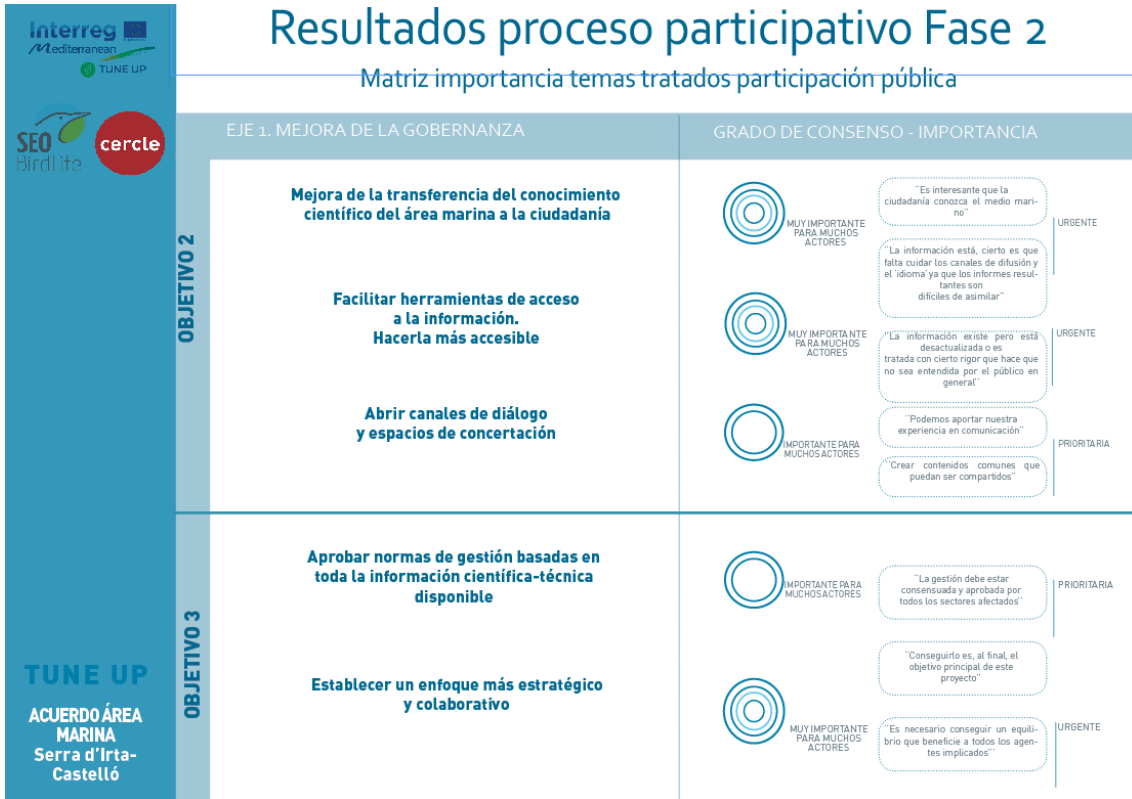 Interreg
Mediterranean
TUNE UP
SEO
BirdLife
cercle
Resultados proceso participativo Fase 2
Matriz importancia temas tratados participación pública
EJE 1. MEJORA DE LA GOBERNANZA
GRADO DE CONSENSO - IMPORTANCIA
OBJETIVO 2
Mejora de la transferencia del conocimiento
científico del área marina a la ciudadanía
MUY IMPORTANTE
PARA MUCHOS
ACTORES
¨Es interesante que la
ciudadanía conozca el medio mari-
no¨
¨La información está, cierto es que
falta cuidar los canales de difusión y
el ´idioma´ya que los informes resul-
tantes son
difíciles de asimilar¨
URGENTE
Facilitar herramientas de acceso
a la información.
Hacerla más accesible
MUY IMPORTANTE
PARA MUCHOS
ACTORES
¨La información existe pero está
desactualizada o es
tratada con cierto rigor que hace que
no sea entendida por el público en
general¨
URGENTE
Abrir canales de diálogo
y espacios de concertación
IMPORTANTE PARA
MUCHOS ACTORES
¨Podemos aportar nuestra
experiencia en comunicación¨
¨Crear contenidos comunes que
puedan ser compartidos¨
PRIORITARIA
OBJETIVO 3
Aprobar normas de gestión basadas en
toda la información científica-técnica
disponible
IMPORTANTE PARA
MUCHOS ACTORES
¨La gestión debe estar
consensuada y aprobada por
todos los sectores afectados¨
PRIORITARIA
Establecer un enfoque más estratégico
y colaborativo
MUY IMPORTANTE
PARA MUCHOS
ACTORES
¨Conseguirlo es, al final, el
objetivo principal de este
proyecto¨
¨Es necesario conseguir un equili-
brio que beneficie a todos los agen-
tes implicados¨¨
URGENTE
TUNE UP
ACUERDO ÁREA
MARINA
Serra d'Irta-
Castelló